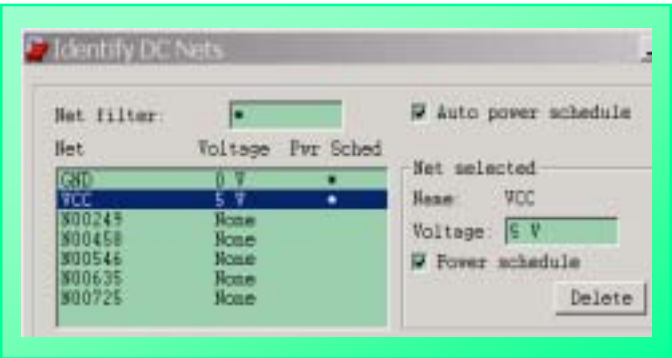 Identify DC Nets
Net filter: *
Auto power schedule
Net Voltage Pwr Sched
GND 0 V *
VCC 5 V *
N00249 None
N00458 None
N00546 None
N00635 None
N00725 None
Net selected
Name: VCC
Voltage: 5 V
Power schedule
Delete